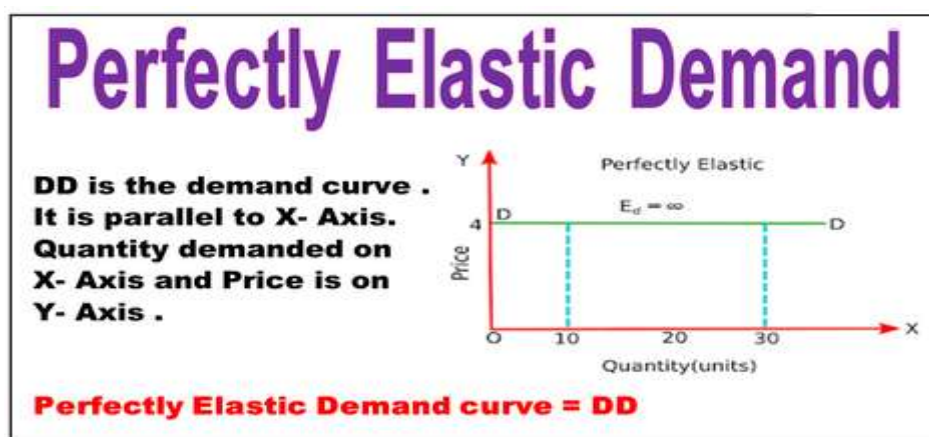 Perfectly Elastic Demand
DD is the demand curve .
It is parallel to X- Axis.
Quantity demanded on
X- Axis and Price is on
Y- Axis .
Y
Perfectly Elastic
E_d = ∞
4
D
D
Price
O
10
20
30
X
Quantity(units)
Perfectly Elastic Demand curve = DD